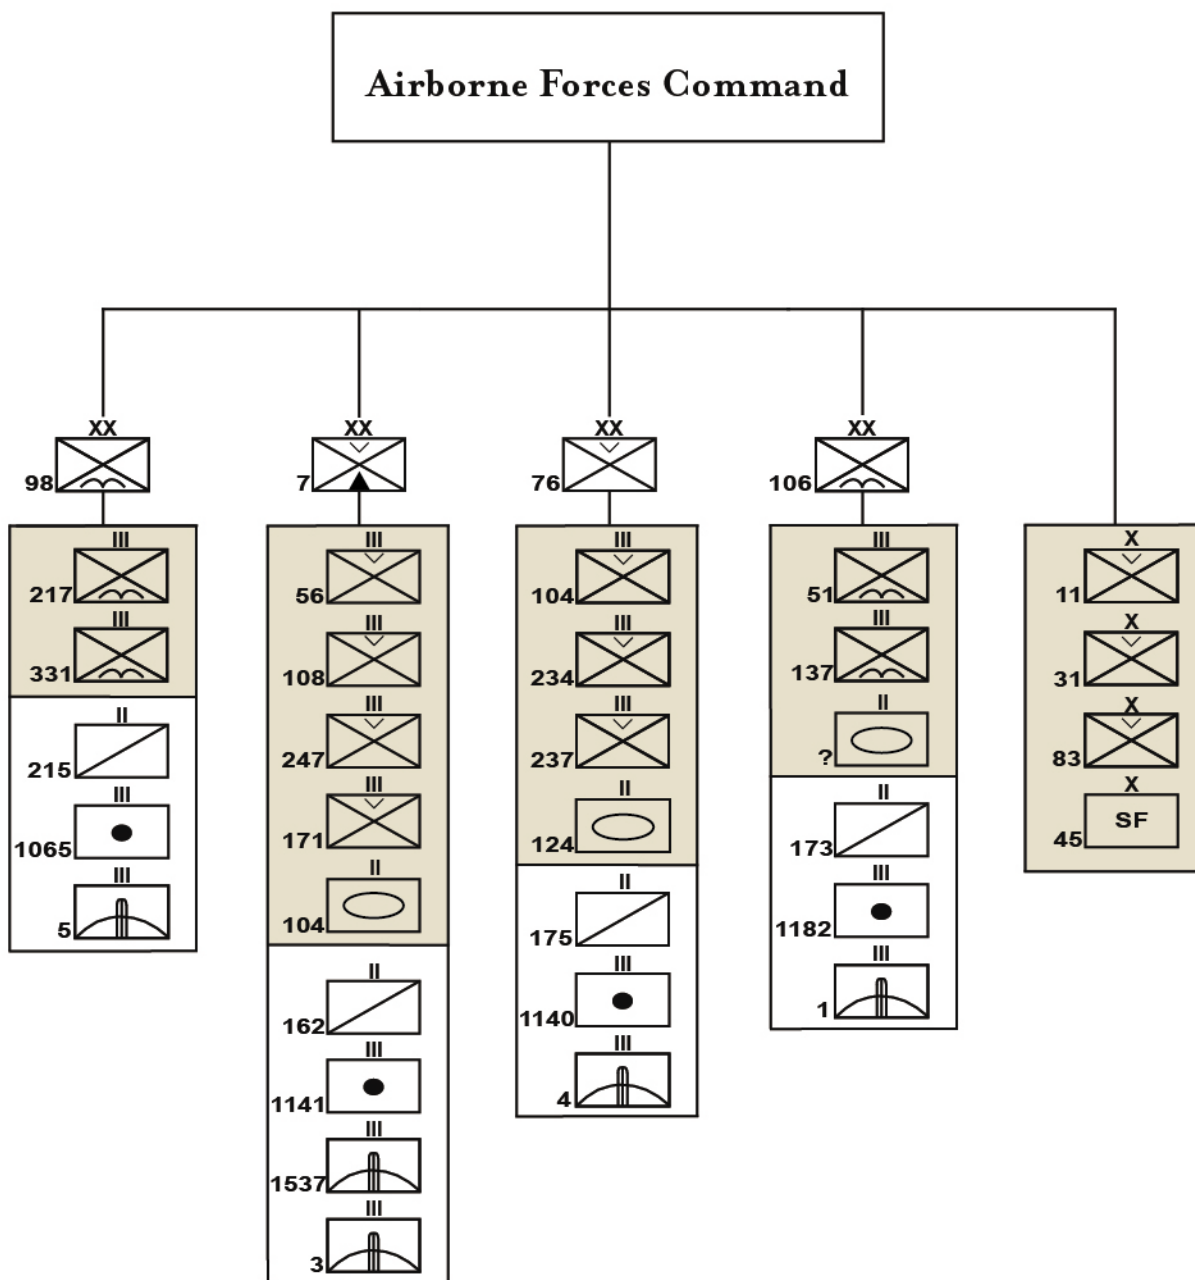 Airborne Forces Command
XX
98
XX
7
XX
76
XX
106
III
217
III
331
II
215
III
1065
III
5
III
56
III
108
III
247
III
171
II
104
II
162
III
1141
III
1537
III
3
III
104
III
234
III
237
II
124
II
175
III
1140
III
4
III
51
III
137
II
?
II
173
III
1182
III
1
X
11
X
31
X
83
X
SF
45